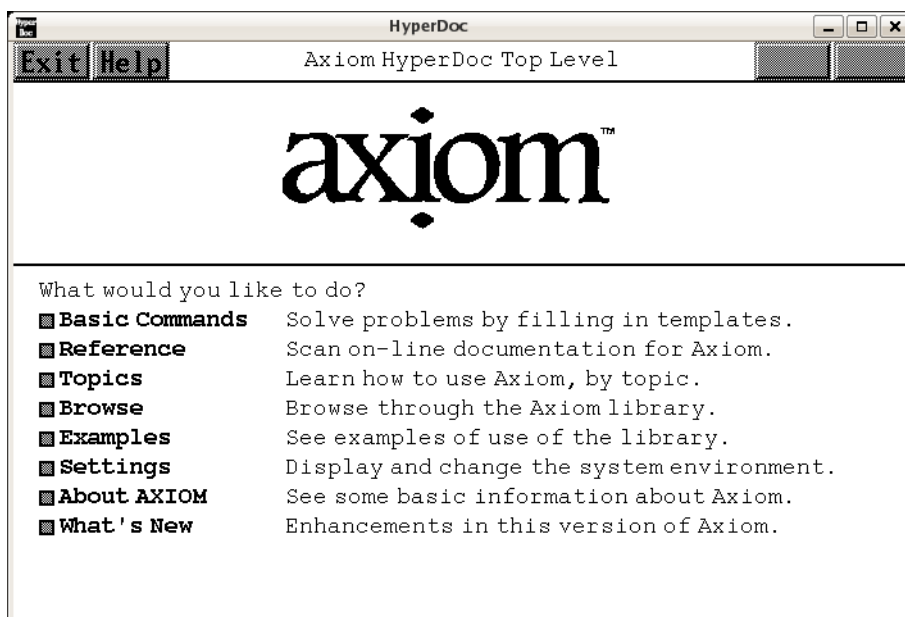 Hyper Doc
HyperDoc
Exit Help Axiom HyperDoc Top Level
axiom™
What would you like to do?
Basic Commands Solve problems by filling in templates.
Reference Scan on-line documentation for Axiom.
Topics Learn how to use Axiom, by topic.
Browse Browse through the Axiom library.
Examples See examples of use of the library.
Settings Display and change the system environment.
About AXIOM See some basic information about Axiom.
What's New Enhancements in this version of Axiom.